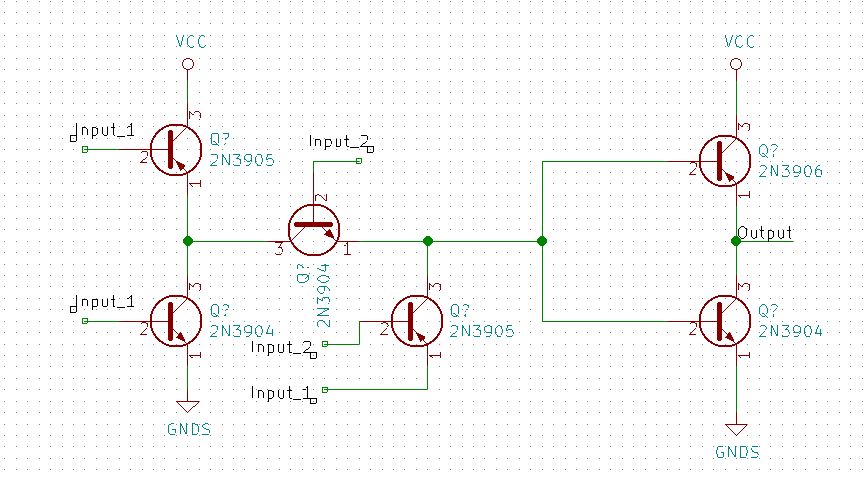 VCC
VCC
Input_1
3
Q?
2N3905
2
1
Input_2
2
3
1
Q?
2N3904
3
Q?
2N3906
2
1
Output
Input_1
3
Q?
2N3904
2
1
GNDS
3
Q?
2N3905
2
1
Input_2
Input_1
3
Q?
2N3904
2
1
GNDS